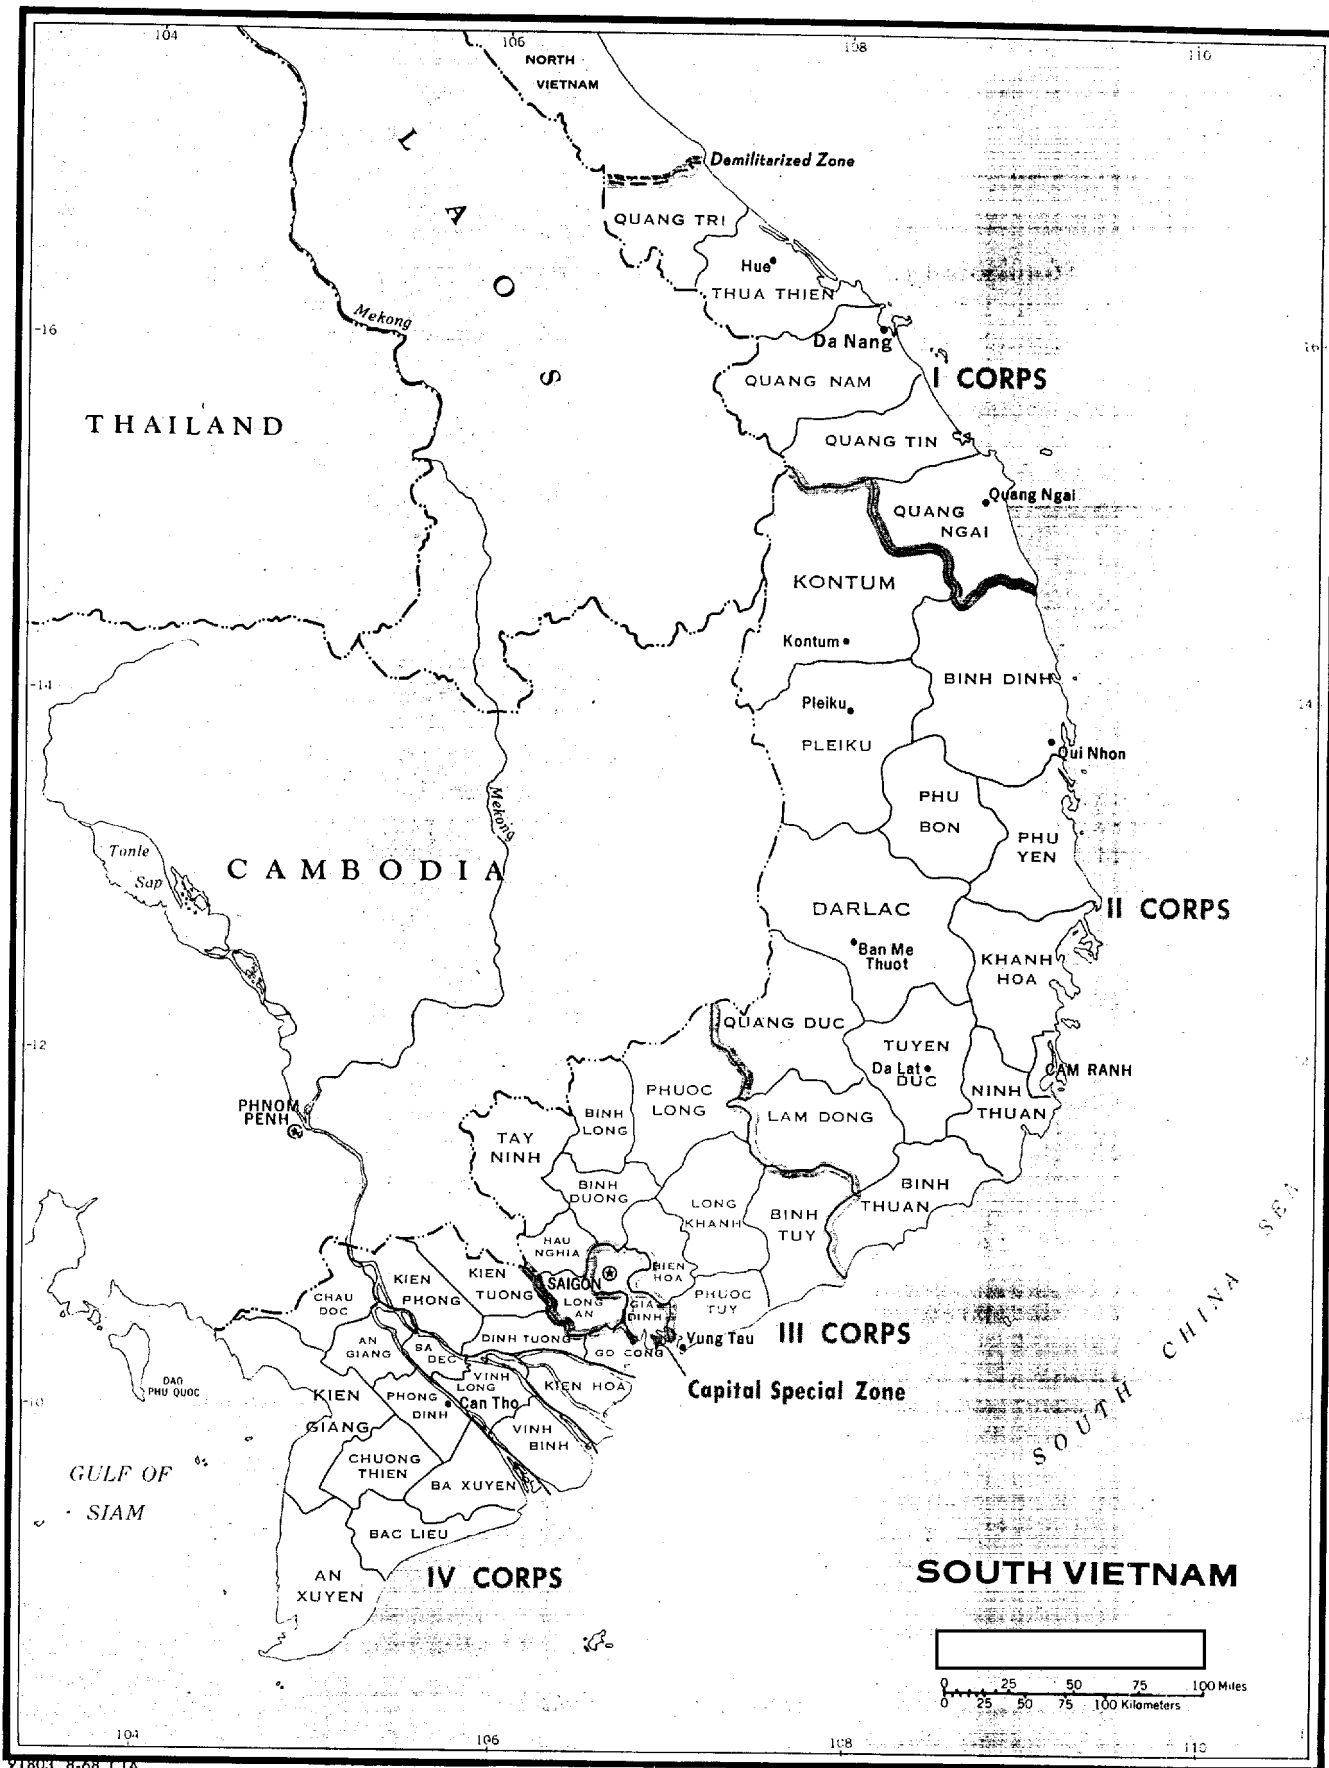 104
106
108
110
NORTH
VIETNAM
L A O S
Demilitarized Zone
QUANG TRI
Hue
THUA THIEN
Mekong
16
16
Da Nang
QUANG NAM
I CORPS
THAILAND
QUANG TIN
Quang Ngai
QUANG
NGAI
KONTUM
Kontum
BINH DINH
14
14
Pleiku
PLEIKU
Qui Nhon
Mekong
PHU
BON
PHU
YEN
Tonle
Sap
CAMBODIA
DARLAC
II CORPS
Ban Me
Thuot
KHANH
HOA
QUANG DUC
12
TUYEN
DUC
Da Lat
CAM RANH
NINH
THUAN
PHUOC
LONG
PHNOM
PENH
BINH
LONG
LAM DONG
TAY
NINH
BINH
DUONG
BINH
THUAN
LONG
KHANH
BINH
TUY
SEA
HAU
NGHIA
BIEN
HOA
KIEN
PHONG
KIEN
TUONG
SAIGON
CHAU
DOC
LONG
AN
GIA
DINH
PHUOC
TUY
CHINA
AN
GIANG
SA
DEC
DINH TUONG
GO CONG
Vung Tau
III CORPS
DAO
PHU QUOC
KIEN
GIANG
PHONG
DINH
VINH
LONG
KIEN HOA
Capital Special Zone
Can Tho
10
VINH
BINH
SOUTH
CHUONG
THIEN
BA XUYEN
GULF OF
SIAM
BAC LIEU
IV CORPS
AN
XUYEN
SOUTH VIETNAM
0 25 50 75 100 Miles
0 25 50 75 100 Kilometers
104
106
108
110
91803 8-68 CIA